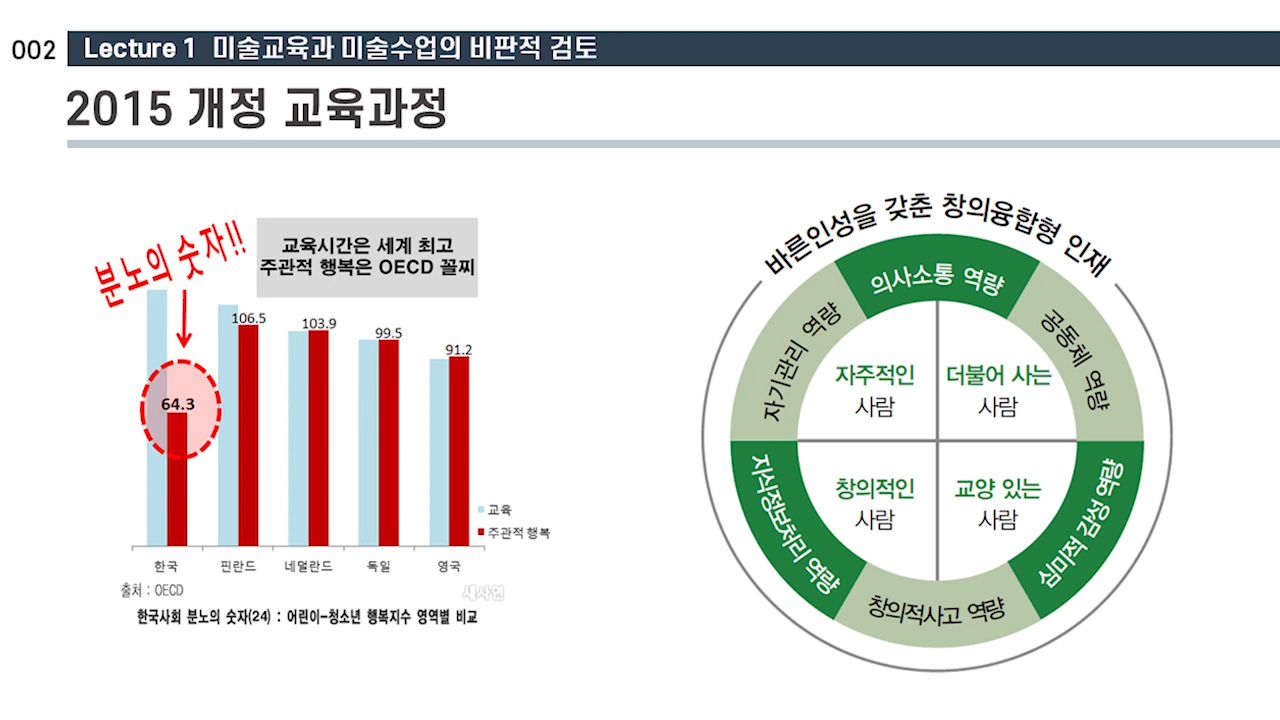 002
Lecture 1 미술교육과 미술수업의 비판적 검토
2015 개정 교육과정
분노의 숫자!!
교육시간은 세계 최고
주관적 행복은 OECD 꼴찌
64.3
106.5
103.9
99.5
91.2
교육
주관적 행복
한국
핀란드
네덜란드
독일
영국
출처 : OECD
새사연
한국사회 분노의 숫자(24) : 어린이-청소년 행복지수 영역별 비교
바른인성을 갖춘 창의융합형 인재
의사소통 역량
공동체 역량
심미적 감성 역량
창의적사고 역량
지식정보처리 역량
자기관리 역량
자주적인
사람
더불어 사는
사람
창의적인
사람
교양 있는
사람